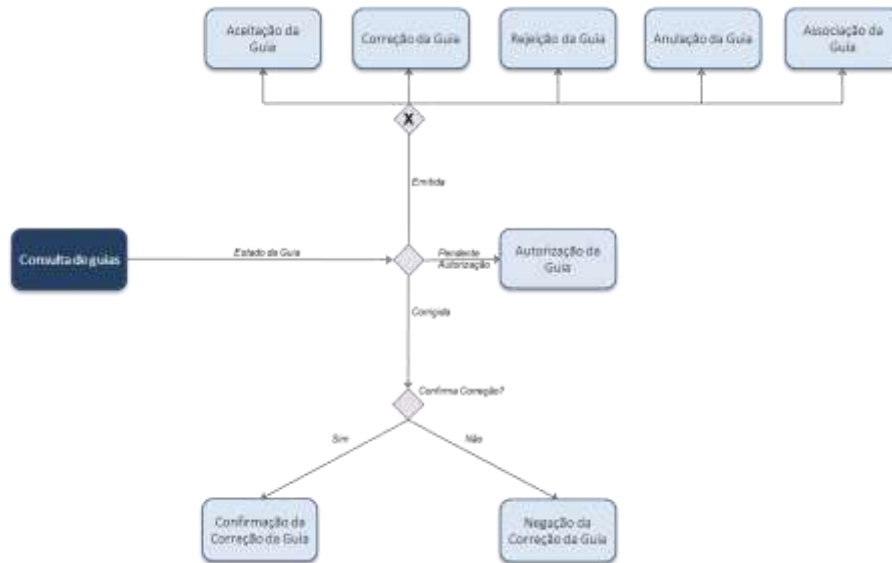 Aceitação da
Guia
Correção da Guia
Rejeição da Guia
Anulação da Guia
Associação da
Guia
X
Emitida
Consulta de guias
Estado da Guia
Pendente
Autorização
Autorização da
Guia
Corrigida
Confirma Correção?
Sim
Não
Confirmação da
Correção da Guia
Negação da
Correção da Guia